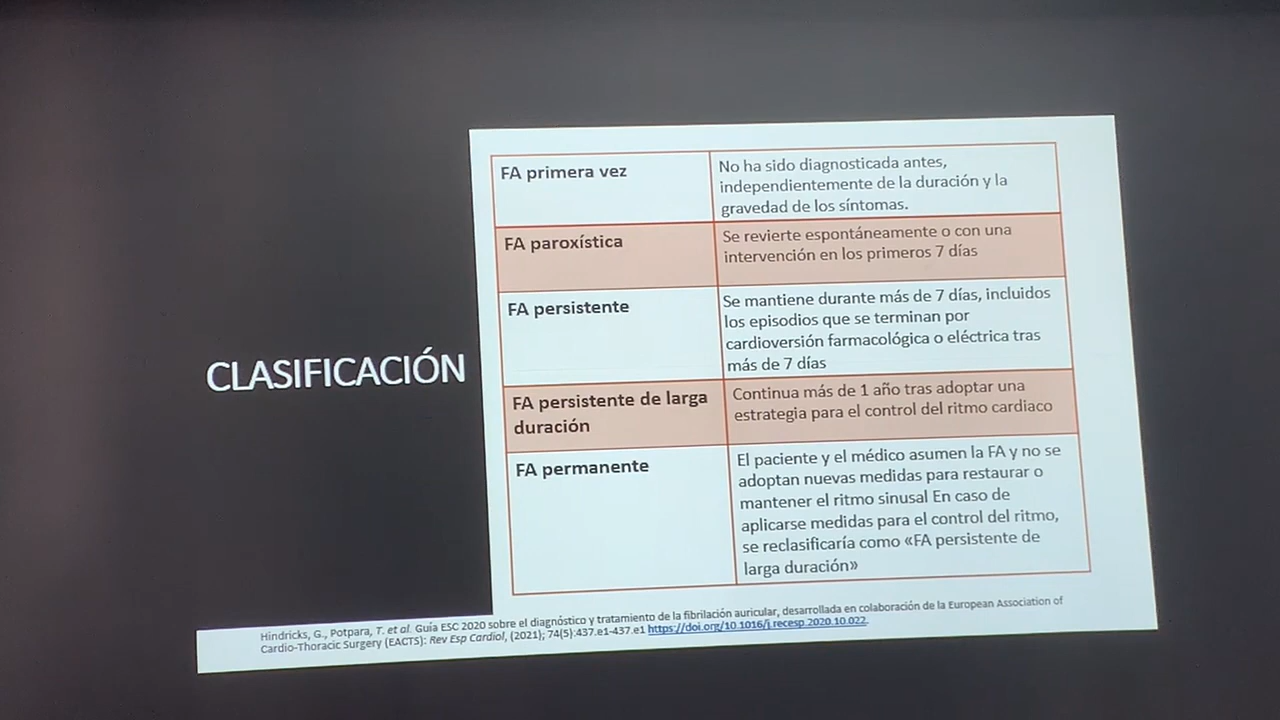 CLASIFICACIÓN
FA primera vez
No ha sido diagnosticada antes,
independientemente de la duración y la
gravedad de los síntomas.
FA paroxística
Se revierte espontáneamente o con una
intervención en los primeros 7 días
FA persistente
Se mantiene durante más de 7 días, incluidos
los episodios que se terminan por
cardioversión farmacológica o eléctrica tras
más de 7 días
FA persistente de larga
duración
Continua más de 1 año tras adoptar una
estrategia para el control del ritmo cardiaco
FA permanente
El paciente y el médico asumen la FA y no se
adoptan nuevas medidas para restaurar o
mantener el ritmo sinusal En caso de
aplicarse medidas para el control del ritmo,
se reclasificaría como «FA persistente de
larga duración»
Hindricks, G., Potpara, T. et al. Guía ESC 2020 sobre el diagnóstico y tratamiento de la fibrilación auricular, desarrollada en colaboración de la European Association of
Cardio-Thoracic Surgery (EACTS): Rev Esp Cardiol, (2021); 74(5):437.e1-437.e1 https://doi.org/10.1016/j.recesp.2020.10.022.